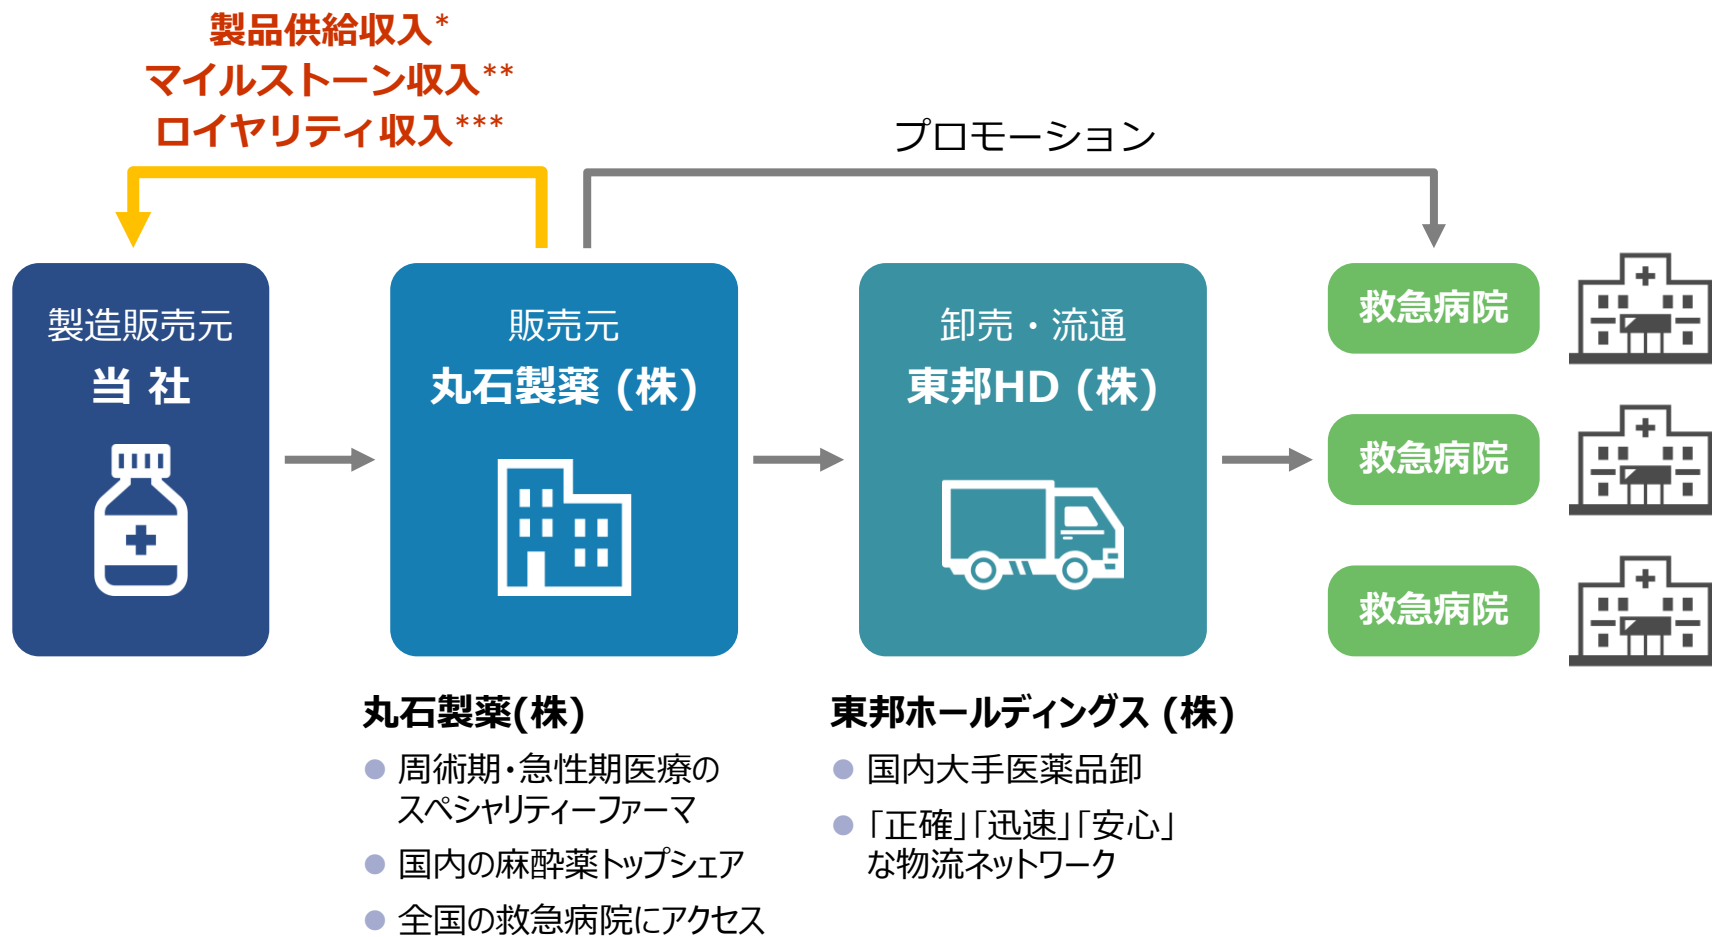 製品供給収入*
マイルストーン収入**
ロイヤリティ収入***
プロモーション
製造販売元
当 社
販売元
丸石製薬 (株)
卸売・流通
東邦HD (株)
救急病院
救急病院
救急病院
丸石製薬(株)
周術期・急性期医療の
スペシャリティーファーマ
国内の麻酔薬トップシェア
全国の救急病院にアクセス
東邦ホールディングス (株)
国内大手医薬品卸
「正確」「迅速」「安心」
な物流ネットワーク